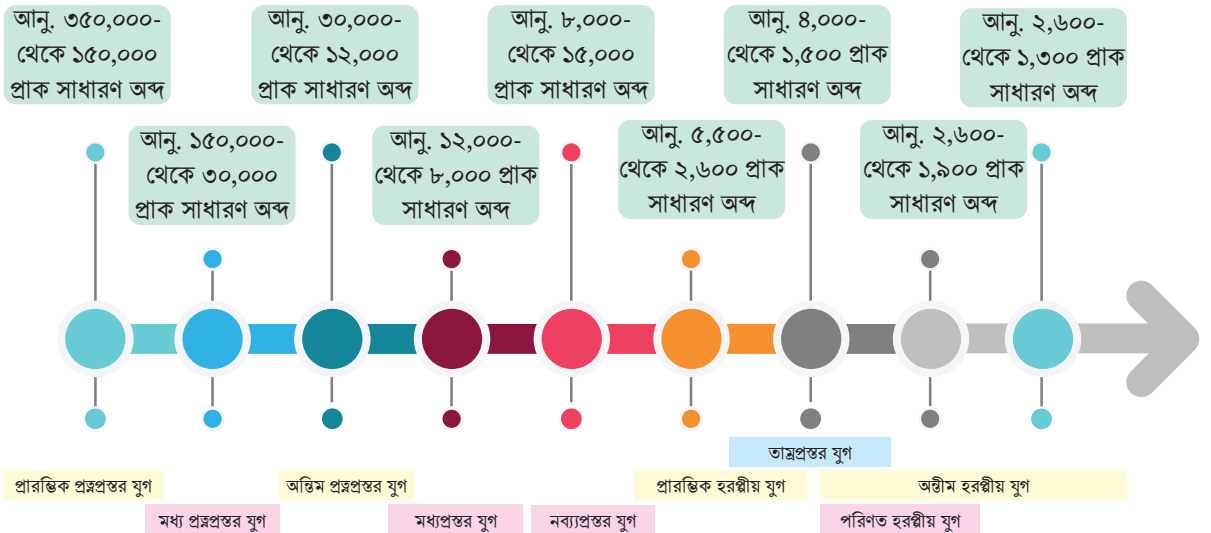 আনু. ৩৫০,০০০-
থেকে ১৫০,০০০
প্রাক সাধারণ অব্দ
আনু. ৩০,০০০-
থেকে ১২,০০০
প্রাক সাধারণ অব্দ
আনু. ৮,০০০-
থেকে ১৫,০০০
প্রাক সাধারণ অব্দ
আনু. ৪,০০০-
থেকে ১,৫০০ প্রাক
সাধারণ অব্দ
আনু. ২,৬০০-
থেকে ১,৩০০ প্রাক
সাধারণ অব্দ
আনু. ১৫০,০০০-
থেকে ৩০,০০০
প্রাক সাধারণ অব্দ
আনু. ১২,০০০-
থেকে ৮,০০০ প্রাক
সাধারণ অব্দ
আনু. ৫,৫০০-
থেকে ২,৬০০ প্রাক
সাধারণ অব্দ
আনু. ২,৬০০-
থেকে ১,৯০০ প্রাক
সাধারণ অব্দ
তাম্রপ্রস্তর যুগ
প্রারম্ভিক প্রত্নপ্রস্তর যুগ
অন্তিম প্রত্নপ্রস্তর যুগ
প্রারম্ভিক হরপ্পীয় যুগ
অন্তীম হরপ্পীয় যুগ
মধ্য প্রত্নপ্রস্তর যুগ
মধ্যপ্রস্তর যুগ
নব্যপ্রস্তর যুগ
পরিণত হরপ্পীয় যুগ